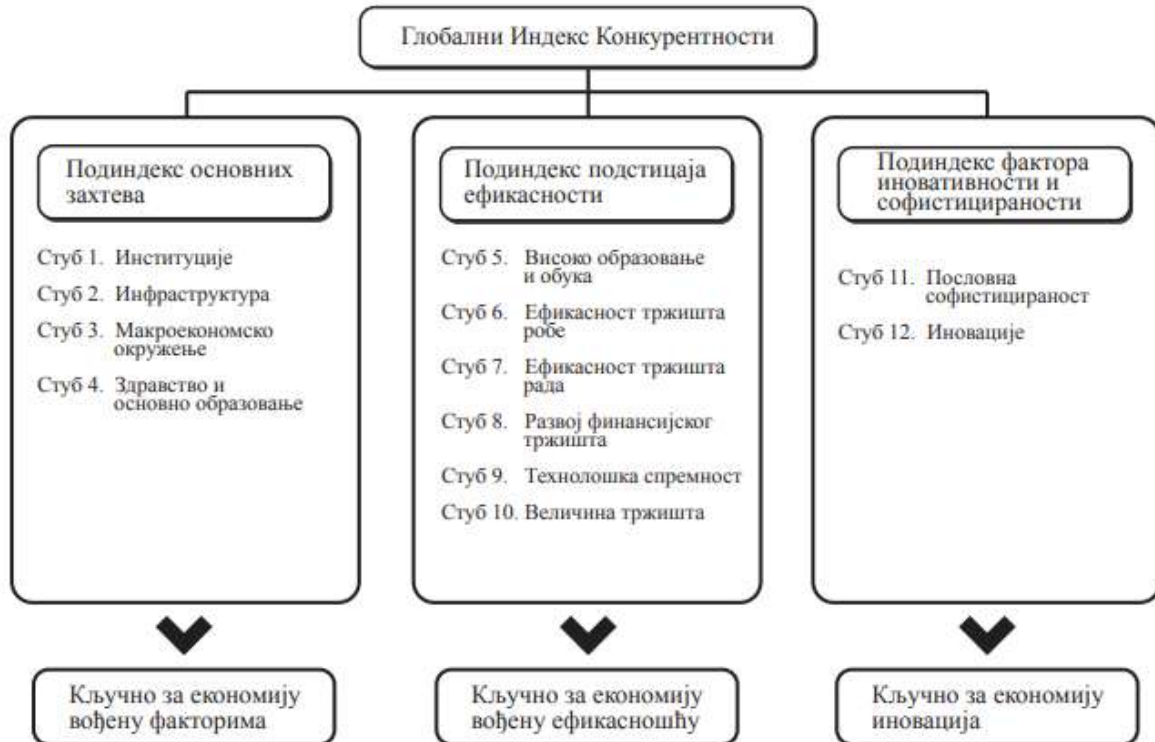 Глобални Индекс Конкурентности
Подиндекс основних
захтева
Стуб 1. Институције
Стуб 2. Инфраструктура
Стуб 3. Макроекономско
окружење
Стуб 4. Здравство и
основно образовање
Кључно за економију
вођену факторима
Подиндекс подстицаја
ефикасности
Стуб 5. Високо образовање
и обука
Стуб 6. Ефикасност тржишта
робе
Стуб 7. Ефикасност тржишта
рада
Стуб 8. Развој финансијског
тржишта
Стуб 9. Технолошка спремност
Стуб 10. Величина тржишта
Кључно за економију
вођену ефикасношћу
Подиндекс фактора
иновативности и
софистицираности
Стуб 11. Пословна
софистицираност
Стуб 12. Иновације
Кључно за економију
иновација